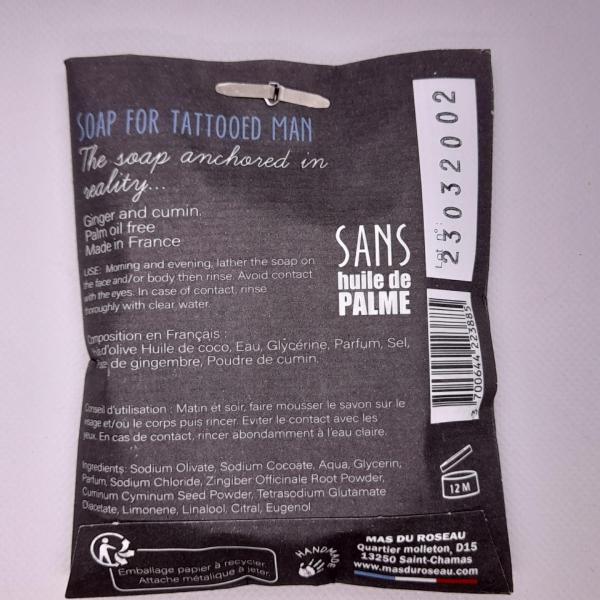 SOAP FOR TATTOOED MAN
The soap anchored in
reality...
Ginger and cumin.
Palm oil free
Made in France
USE: Morning and evening, lather the soap on
the face and/or body then rinse. Avoid contact
with the eyes. In case of contact, rinse
thoroughly with clear water.
SANS
huile de
PALME
Lot n°:
23032002
3 700644 223885
Composition en Français :
d'olive Huile de coco, Eau, Glycérine, Parfum, Sel,
de gingembre, Poudre de cumin.
Conseil d'utilisation : Matin et soir, faire mousser le savon sur le
visage et/ou le corps puis rincer. Eviter le contact avec les
yeux. En cas de contact, rincer abondamment à l'eau claire.
Ingredients: Sodium Olivate, Sodium Cocoate, Aqua, Glycerin,
Parfum, Sodium Chloride, Zingiber Officinale Root Powder,
Cuminum Cyminum Seed Powder, Tetrasodium Glutamate
Diacetate, Limonene, Linalool, Citral, Eugenol
12 M
Emballage papier à recycler,
Attache métalique à jeter.
HANDMADE
MAS DU ROSEAU
Quartier molleton, D15
13250 Saint-Chamas
www.masduroseau.com